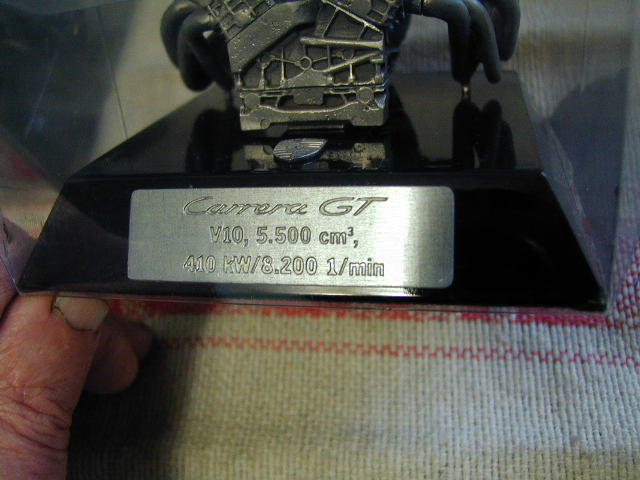 Carrera GT
V10, 5.500 cm³,
410 kW/8.200 1/min